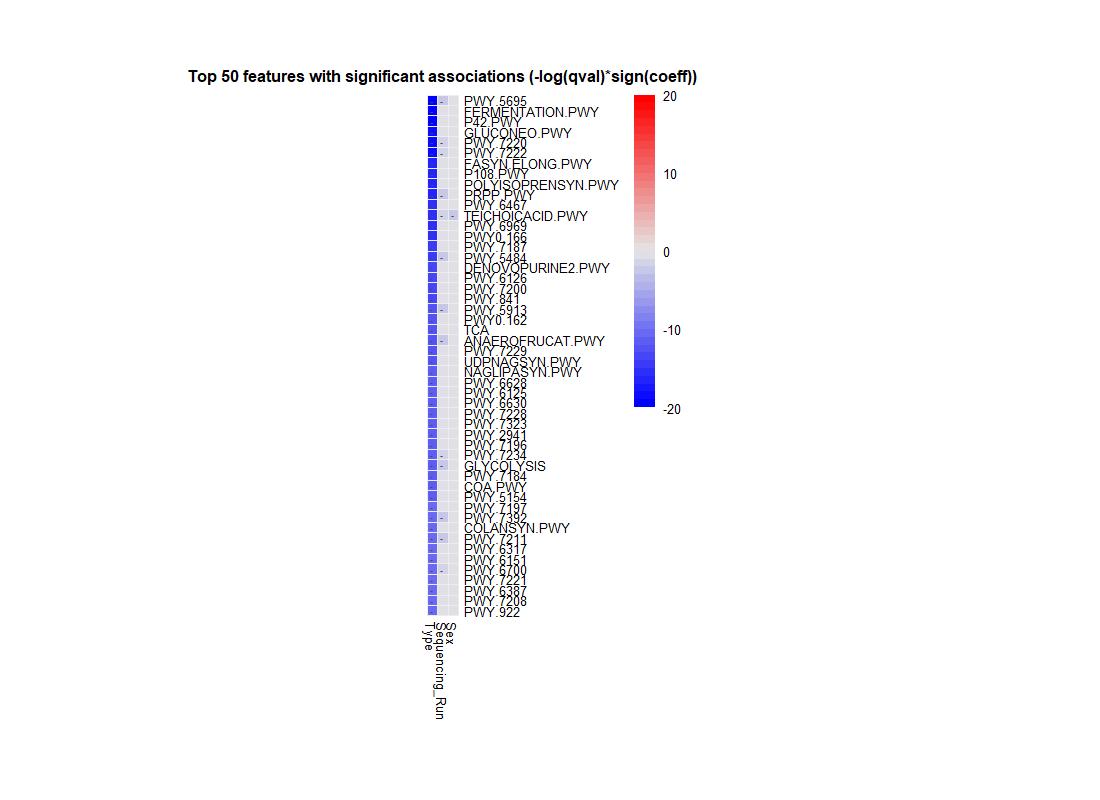 Top 50 features with significant associations (-log(qval)*sign(coeff))
PWY.5695
FERMENTATION.PWY
P42.PWY
GLUCONEO.PWY
PWY.7220
PWY.7222
FASYN.ELONG.PWY
P108.PWY
POLYISOPRENSYN.PWY
PRPP.PWY
PWY.6467
TEICHOICACID.PWY
PWY.6969
PWY0.166
PWY.7187
PWY.5484
DENOVOPURINE2.PWY
PWY.6126
PWY.7200
PWY.841
PWY.5913
PWY0.162
TCA
ANAEROFRUCAT.PWY
PWY.7229
UDPNAGSYN.PWY
NAGLIPASYN.PWY
PWY.6628
PWY.6125
PWY.6630
PWY.7228
PWY.7323
PWY.2941
PWY.7196
PWY.7234
GLYCOLYSIS
PWY.7184
COA.PWY
PWY.5154
PWY.7197
PWY.7392
COLANSYN.PWY
PWY.7211
PWY.6317
PWY.6151
PWY.6700
PWY.7221
PWY.6387
PWY.7208
PWY.922
20
10
0
-10
-20
Type
Sequencing_Run
Sex